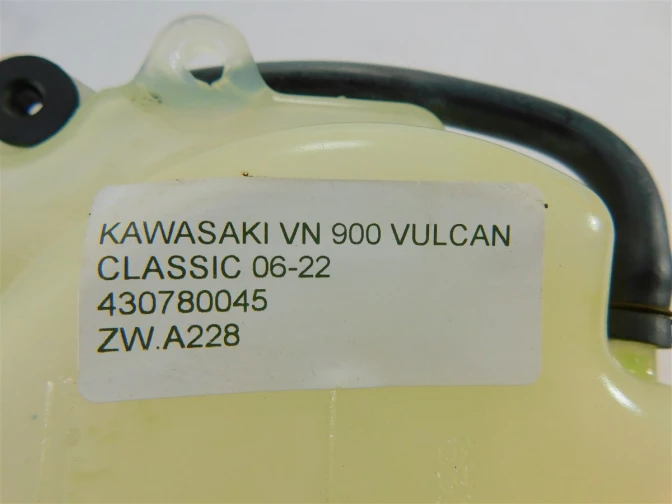 KAWASAKI VN 900 VULCAN
CLASSIC 06-22
430780045
ZW.A228